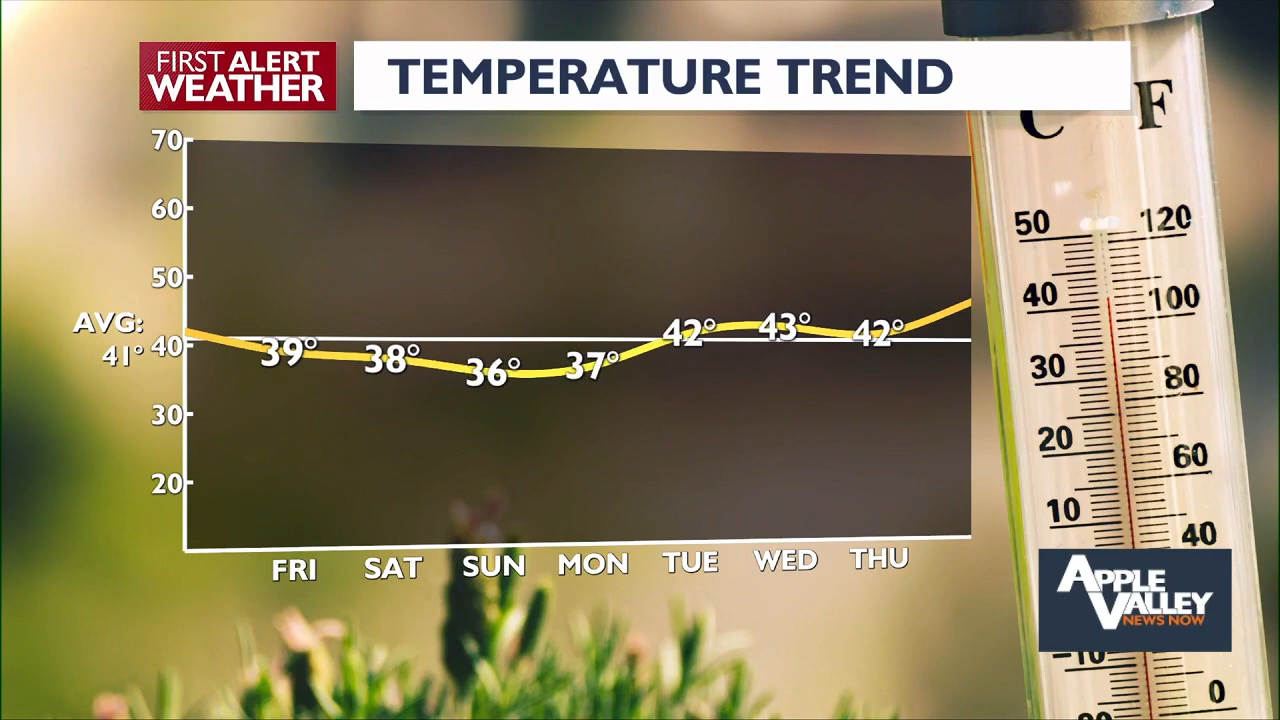 FIRST ALERT
WEATHER
TEMPERATURE TREND
C F
70
60
50
AVG:
41°
40
30
20
39°
38°
36°
37°
42°
43°
42°
FRI SAT SUN MON TUE WED THU
50 120
40 100
30 80
20 60
10 40
APPLE
VALLEY
NEWS NOW
-10
0